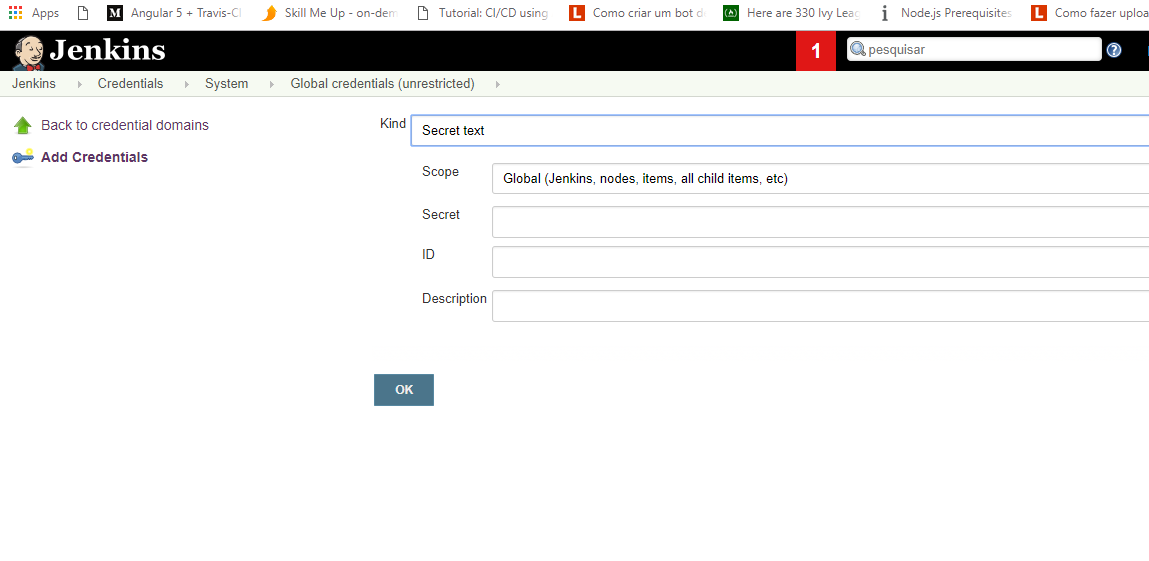 Apps M Angular 5 + Travis-CI Skill Me Up - on-dem Tutorial: CI/CD using L Como criar um bot d Here are 330 Ivy Leag i Node.js Prerequisites L Como fazer uploa
Jenkins 1 pesquisar ?
Jenkins Credentials System Global credentials (unrestricted)
Back to credential domains
Add Credentials
Kind Secret text
Scope Global (Jenkins, nodes, items, all child items, etc)
Secret
ID
Description
OK